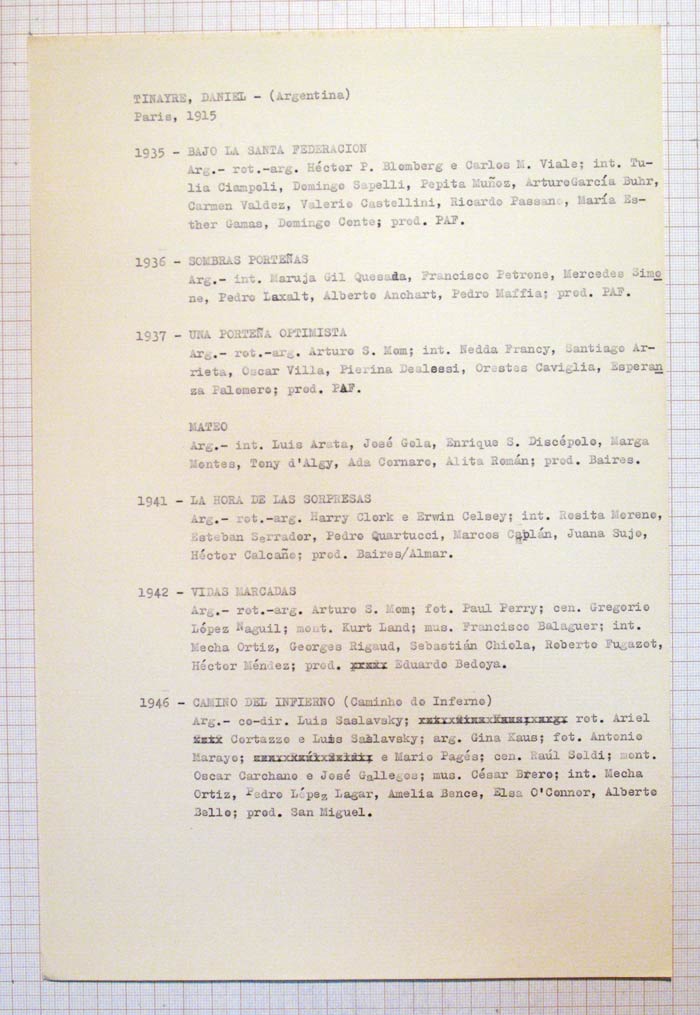 TINAYRE, DANIEL - (Argentina)
Paris, 1915
1935 - BAJO LA SANTA FEDERACION
Arg.- rot.-arg. Héctor P. Blomberg e Carlos M. Viale; int. Tu-
lia Ciampoli, Domingo Sapelli, Pepita Muñoz, ArturoGarcía Buhr,
Carmen Valdez, Valerio Castellini, Ricardo Passano, María Es-
ther Gamas, Domingo Conte; prod. PAF.
1936 - SOMBRAS PORTEÑAS
Arg.- int. Maruja Gil Quesada, Francisco Petrone, Mercedes Simo
ne, Pedro Laxalt, Alberto Anchart, Pedro Maffia; prod. PAF.
1937 - UNA PORTEÑA OPTIMISTA
Arg.- rot.-arg. Arturo S. Mom; int. Nedda Francy, Santiago Ar-
rieta, Oscar Villa, Pierina Dealessi, Orestes Caviglia, Esperan
za Palomero; prod. PAF.
MATEO
Arg.- int. Luis Arata, José Gola, Enrique S. Discépolo, Marga
Montes, Tony d'Algy, Ada Cornaro, Alita Román; prod. Baires.
1941 - LA HORA DE LAS SORPRESAS
Arg.- rot.-arg. Harry Clork e Erwin Celsey; int. Rosita Moreno,
Esteban Serrador, Pedro Quartucci, Marcos Caplán, Juana Sujo,
Héctor Calcaño; prod. Baires/Almar.
1942 - VIDAS MARCADAS
Arg.- rot.-arg. Arturo S. Mom; fot. Paul Perry; cen. Gregorio
López Naguil; mont. Kurt Land; mus. Francisco Balaguer; int.
Mecha Ortiz, Georges Rigaud, Sebastián Chiola, Roberto Fugazot,
Héctor Méndez; prod. Eduardo Bedoya.
1946 - CAMINO DEL INFIERNO (Caminho do Inferno)
Arg.- co-dir. Luis Saslavsky; rot. Ariel
Cortazzo e Luis Saslavsky; arg. Gina Kaus; fot. Antonio
Marayo; e Mario Pagés; cen. Raúl Soldi; mont.
Oscar Carchano e José Gallegos; mus. César Brero; int. Mecha
Ortiz, Pedro López Lagar, Amelia Bence, Elsa O'Connor, Alberto
Bello; prod. San Miguel.